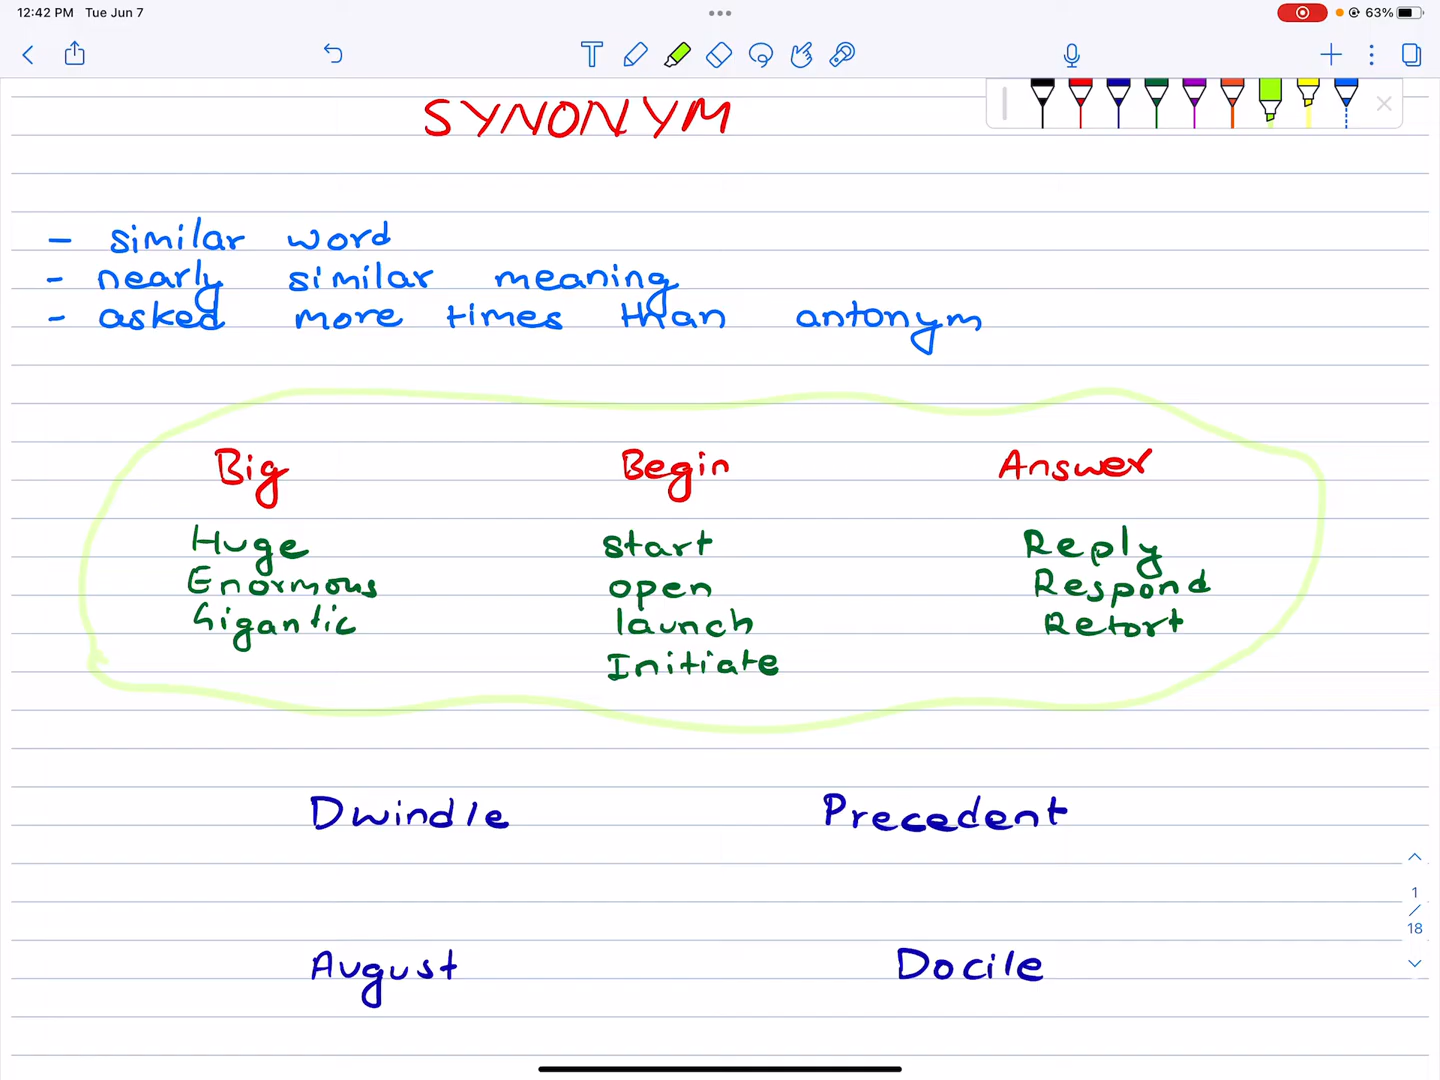 12:42 PM Tue Jun 7
63%
SYNONYM
- similar word
- nearly similar meaning
- asked more times than antonym
Big Begin Answer
Huge start Reply
Enormous open Respond
Gigantic launch Retort
Initiate
Dwindle Precedent
1
/
18
August Docile